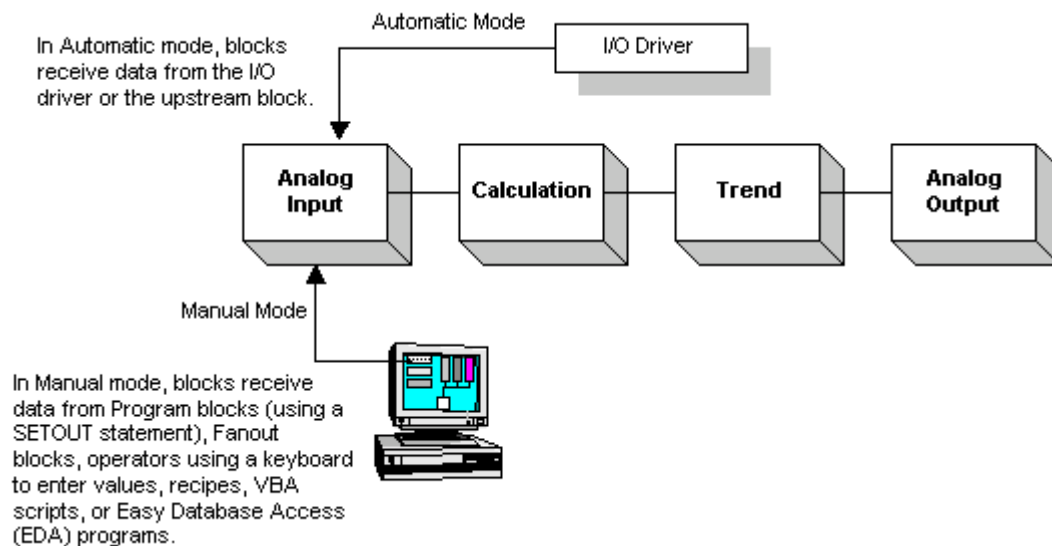 Automatic Mode
In Automatic mode, blocks
receive data from the I/O
driver or the upstream block.
I/O Driver
Analog
Input
Calculation
Trend
Analog
Output
Manual Mode
In Manual mode, blocks receive
data from Program blocks (using a
SETOUT statement), Fanout
blocks, operators using a keyboard
to enter values, recipes, VBA
scripts, or Easy Database Access
(EDA) programs.